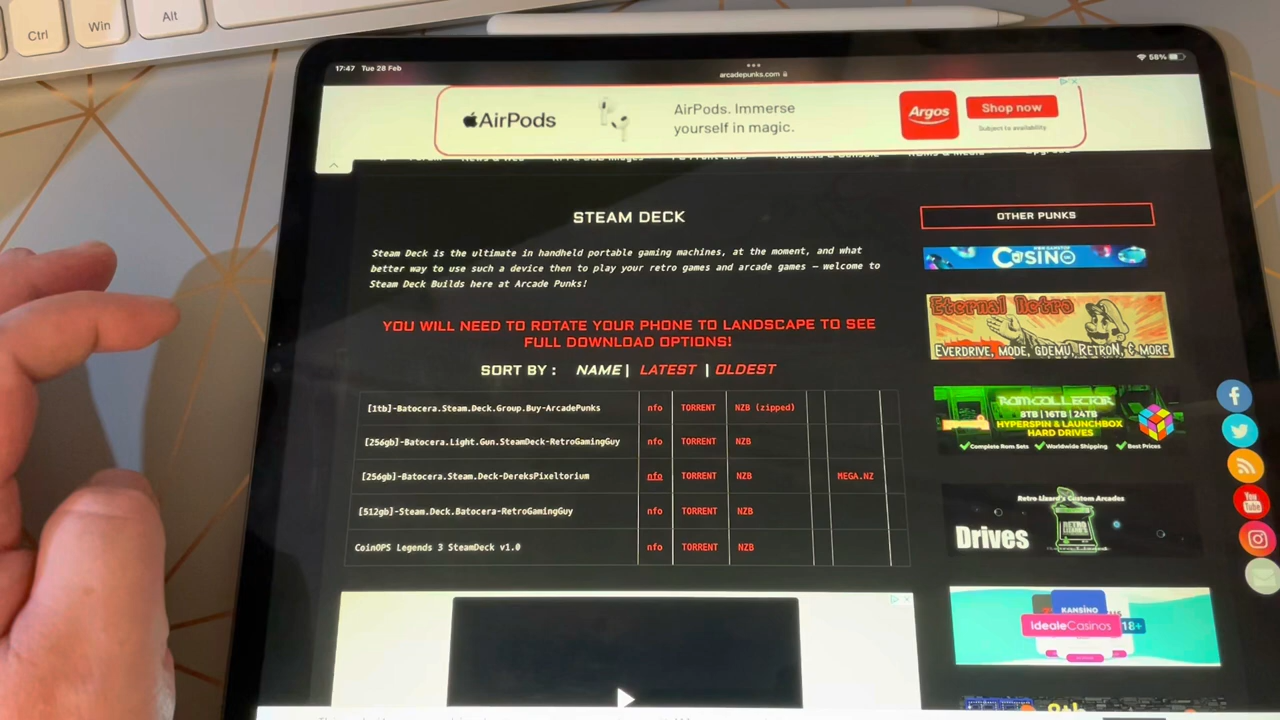 Ctrl
Win
Alt
17:47 Tue 28 Feb
arcadepunks.com
58%
AirPods
AirPods. Immerse
yourself in magic.
Argos
Shop now
Subject to availability
STEAM DECK
Steam Deck is the ultimate in handheld portable gaming machines, at the moment, and what
better way to use such a device then to play your retro games and arcade games – welcome to
Steam Deck Builds here at Arcade Punks!
YOU WILL NEED TO ROTATE YOUR PHONE TO LANDSCAPE TO SEE
FULL DOWNLOAD OPTIONS!
SORT BY : NAME | LATEST | OLDEST
[1tb]-Batocera.Steam.Deck.Group.Buy-ArcadePunks nfo TORRENT NZB (zipped)
[256gb]-Batocera.Light.Gun.SteamDeck-RetroGamingGuy nfo TORRENT NZB
[256gb]-Batocera.Steam.Deck-DereksPixeltorium nfo TORRENT NZB MEGA.NZ
[512gb]-Steam.Deck.Batocera-RetroGamingGuy nfo TORRENT NZB
CoinOPS Legends 3 SteamDeck v1.0 nfo TORRENT NZB
OTHER PUNKS
CASINO
Eternal Retro
EVERDRIVE, MODE, GDEMU, RETRON, & MORE
ROM COLLECTOR
8TB | 16TB | 24TB
HYPERSPIN & LAUNCHBOX
HARD DRIVES
Complete Rom Sets Worldwide Shipping Best Prices
Retro Lizard's Custom Arcades
Drives
KANSINO
IdealeCasinos 18+
You
Tube